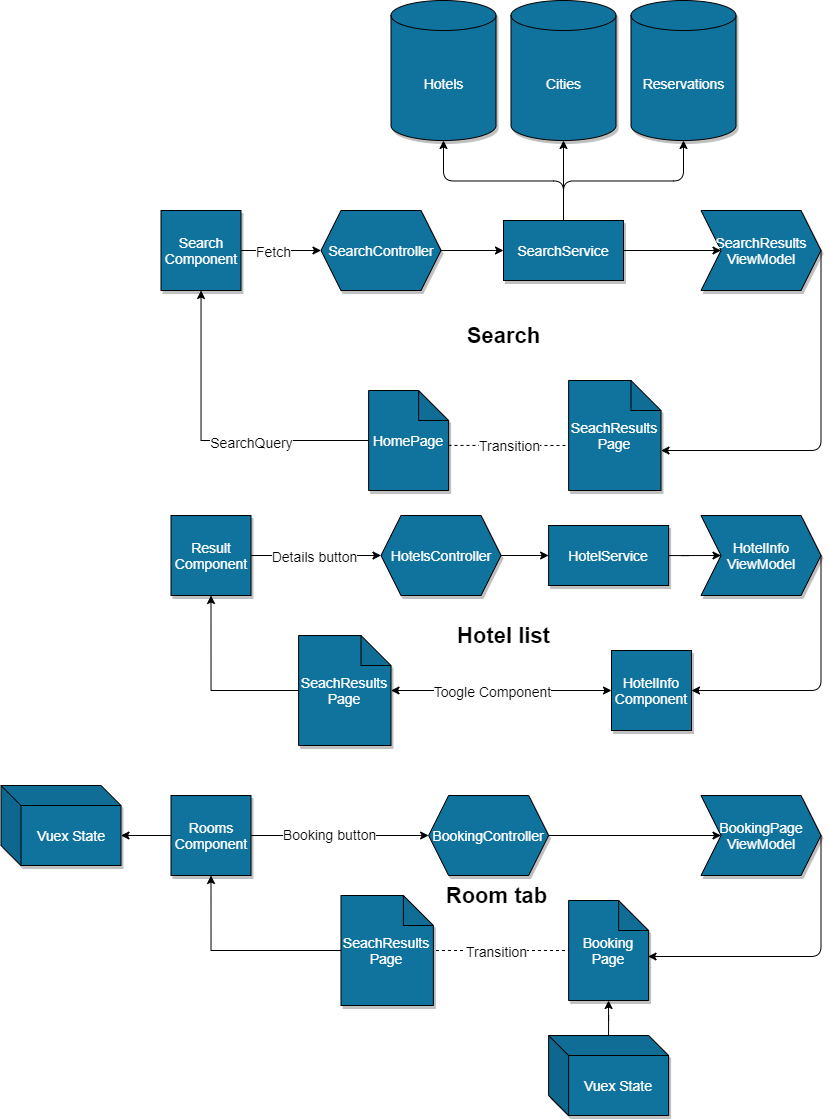 Hotels
Cities
Reservations
Search
Component
Fetch
SearchController
SearchService
SearchResults
ViewModel
Search
SearchQuery
HomePage
Transition
SeachResults
Page
Result
Component
Details button
HotelsController
HotelService
HotelInfo
ViewModel
Hotel list
SeachResults
Page
Toogle Component
HotelInfo
Component
Vuex State
Rooms
Component
Booking button
BookingController
BookingPage
ViewModel
Room tab
SeachResults
Page
Transition
Booking
Page
Vuex State